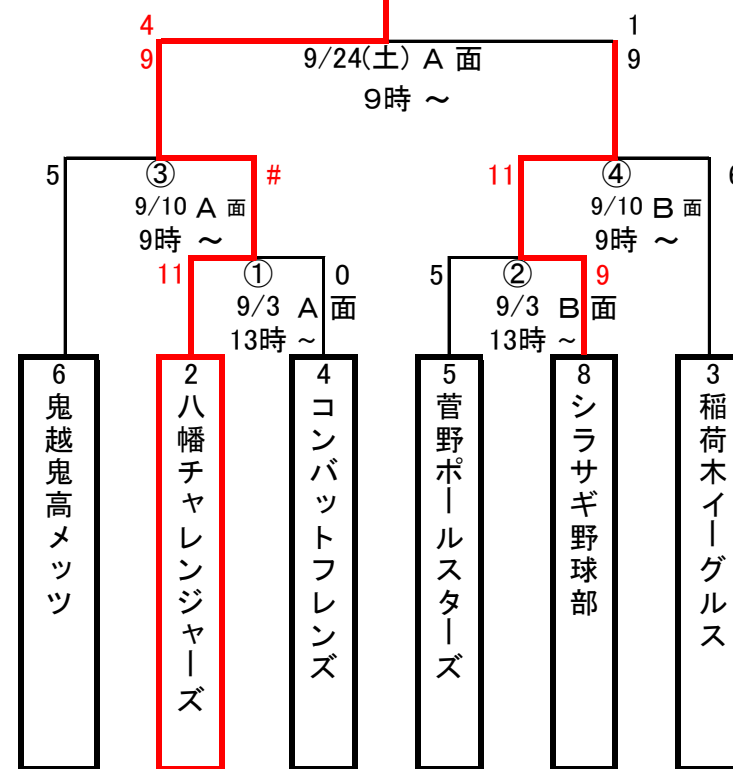 4
1
9
9/24(土) A 面
9
9時 ~
5
③
#
11
④
9/10 A 面
9/10 B 面
9時 ~
9時 ~
11
①
0
5
②
9
9/3 A 面
9/3 B 面
13時 ~
13時 ~
6
2
4
5
8
3
鬼越鬼高メッツ
八幡チャレンジャーズ
コンバットフレンズ
菅野ポールスターズ
シラサギ野球部
稲荷木イーグルス